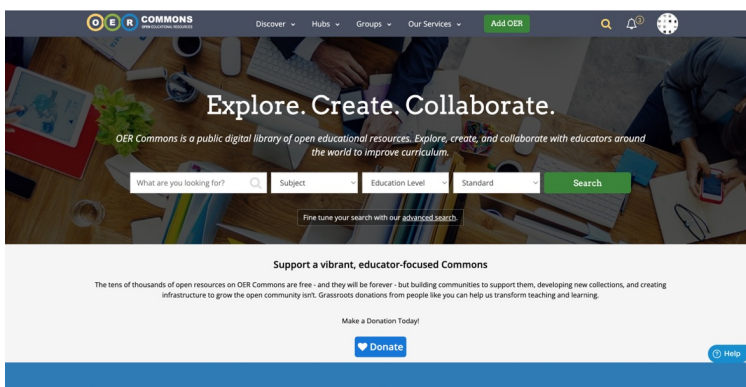 OER COMMONS
OPEN EDUCATIONAL RESOURCES
Discover
Hubs
Groups
Our Services
Add OER
3
Explore. Create. Collaborate.
OER Commons is a public digital library of open educational resources. Explore, create, and collaborate with educators around
the world to improve curriculum.
What are you looking for?
Subject
Education Level
Standard
Search
Fine tune your search with our advanced search.
Support a vibrant, educator-focused Commons
The tens of thousands of open resources on OER Commons are free - and they will be forever - but building communities to support them, developing new collections, and creating
infrastructure to grow the open community isn't. Grassroots donations from people like you can help us transform teaching and learning.
Make a Donation Today!
Donate
? Help